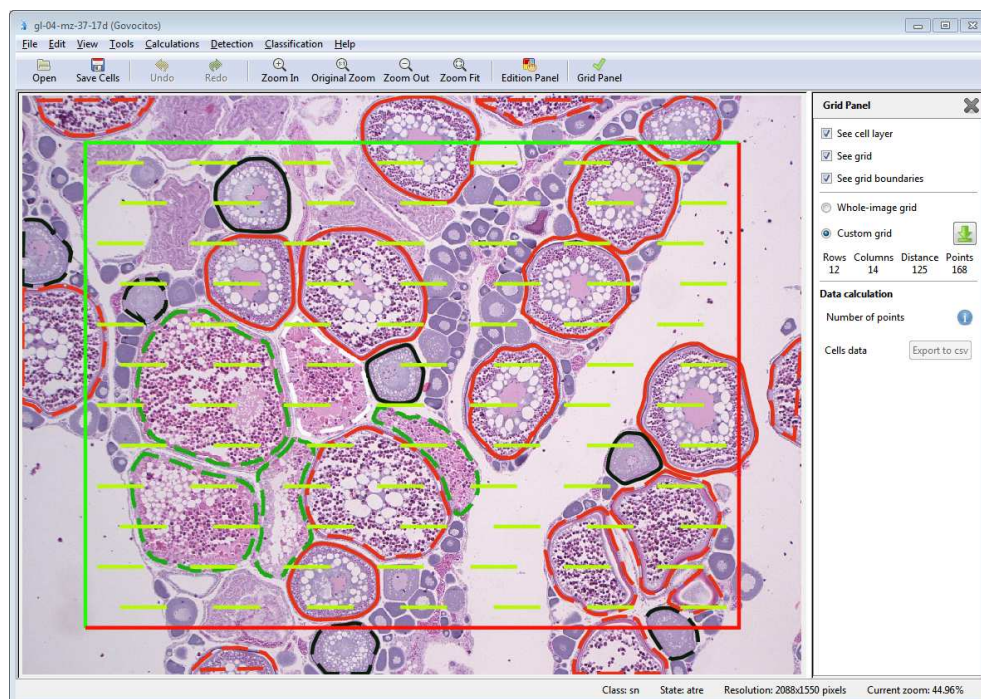 gl-04-mz-37-17d (Govocitos)
File Edit View Tools Calculations Detection Classification Help
Open Save Cells Undo Redo Zoom In Original Zoom Zoom Out Zoom Fit Edition Panel Grid Panel
Grid Panel
See cell layer
See grid
See grid boundaries
Whole-image grid
Custom grid
Rows Columns Distance Points
12 14 125 168
Data calculation
Number of points
Cells data Export to csv
Class: sn State: atre Resolution: 2088x1550 pixels Current zoom: 44.96%